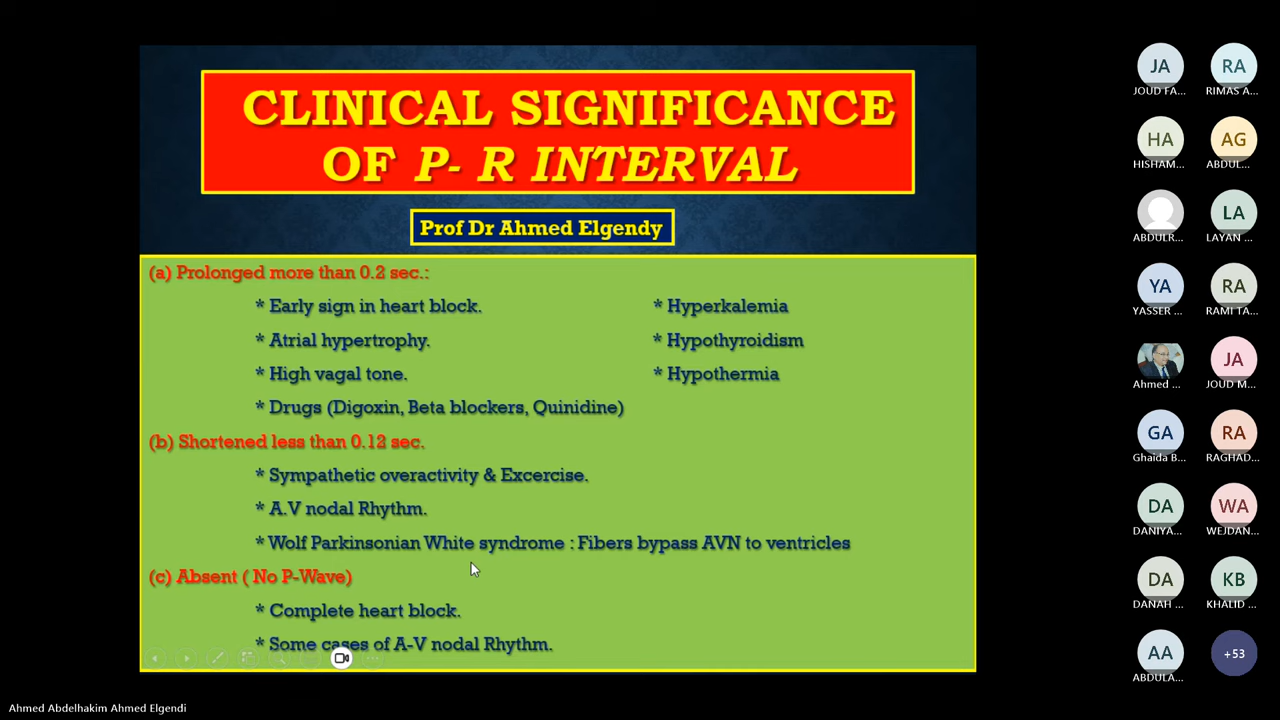 CLINICAL SIGNIFICANCE
OF P- R INTERVAL
Prof Dr Ahmed Elgendy
(a) Prolonged more than 0.2 sec.:
* Early sign in heart block.
* Hyperkalemia
* Atrial hypertrophy.
* Hypothyroidism
* High vagal tone.
* Hypothermia
* Drugs (Digoxin, Beta blockers, Quinidine)
(b) Shortened less than 0.12 sec.
* Sympathetic overactivity & Excercise.
* A.V nodal Rhythm.
* Wolf Parkinsonian White syndrome : Fibers bypass AVN to ventricles
(c) Absent ( No P-Wave)
* Complete heart block.
* Some cases of A-V nodal Rhythm.
JA
JOUD FA...
RA
RIMAS A...
HA
HISHAM...
AG
ABDUL...
ABDULR...
LA
LAYAN ...
YA
YASSER ...
RA
RAMI TA...
Ahmed ...
JA
JOUD M...
GA
Ghaida B...
RA
RAGHAD...
DA
DANIYA...
WA
WEJDAN...
DA
DANAH ...
KB
KHALID ...
AA
ABDULA...
+53
Ahmed Abdelhakim Ahmed Elgendi